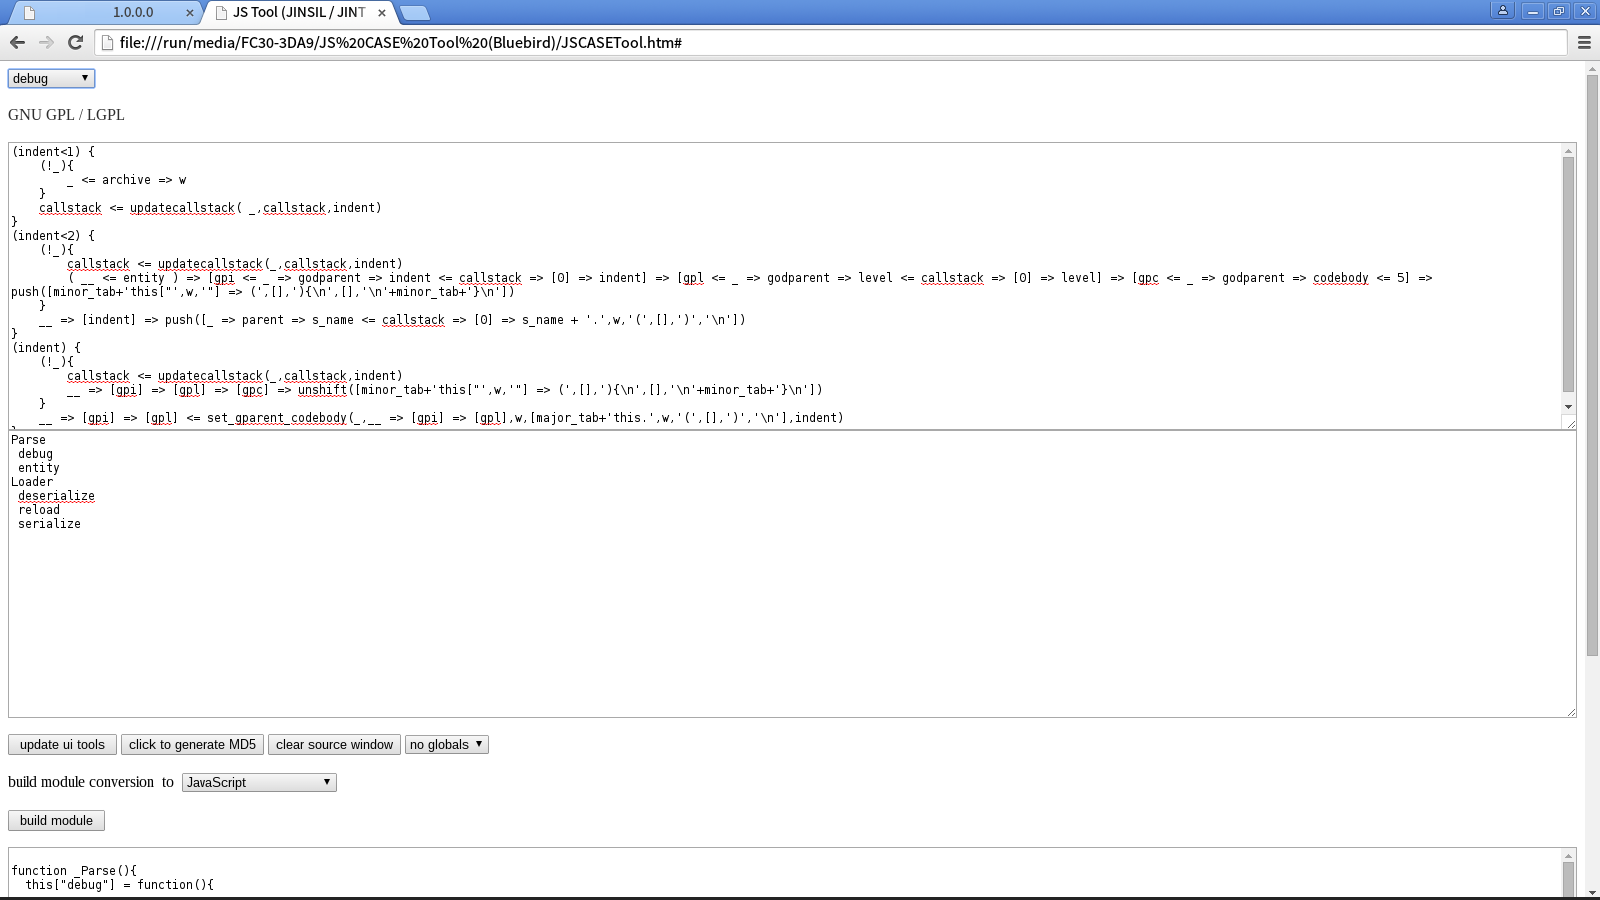 1.0.0.0
JS Tool (JINSIL / JINT
file:///run/media/FC30-3DA9/JS%20CASE%20Tool%20(Bluebird)/JSCASETool.htm#
debug
GNU GPL / LGPL
(indent<1) {
    (!_){
        _ <= archive => w
    }
    callstack <= updatecallstack( _,callstack,indent)
}
(indent<2) {
    (!_){
        callstack <= updatecallstack(_,callstack,indent)
        ( __ <= entity ) => [gpi <= _ => godparent => indent <= callstack => [0] => indent] => [gpl <= _ => godparent => level <= callstack => [0] => level] => [gpc <= _ => godparent => codebody <= 5] =>
push([minor_tab+'this["',w,'"] => (',[],'){\n',[],'\n'+minor_tab+'}\n'])
    }
    __ => [indent] => push([_ => parent => s_name <= callstack => [0] => s_name + '.',w,'(',[],')','\n'])
}
(indent) {
    (!_){
        callstack <= updatecallstack(_,callstack,indent)
        __ => [gpi] => [gpl] => [gpc] => unshift([minor_tab+'this["',w,'"] => (',[],'){\n',[],'\n'+minor_tab+'}\n'])
    }
    __ => [gpi] => [gpl] <= set_gparent_codebody(_,__ => [gpi] => [gpl],w,[major_tab+'this.',w,'(',[],')','\n'],indent)
}
Parse
 debug
 entity
Loader
 deserialize
 reload
 serialize
update ui tools click to generate MD5 clear source window no globals
build module conversion to JavaScript
build module
function _Parse(){
  this["debug"] = function(){